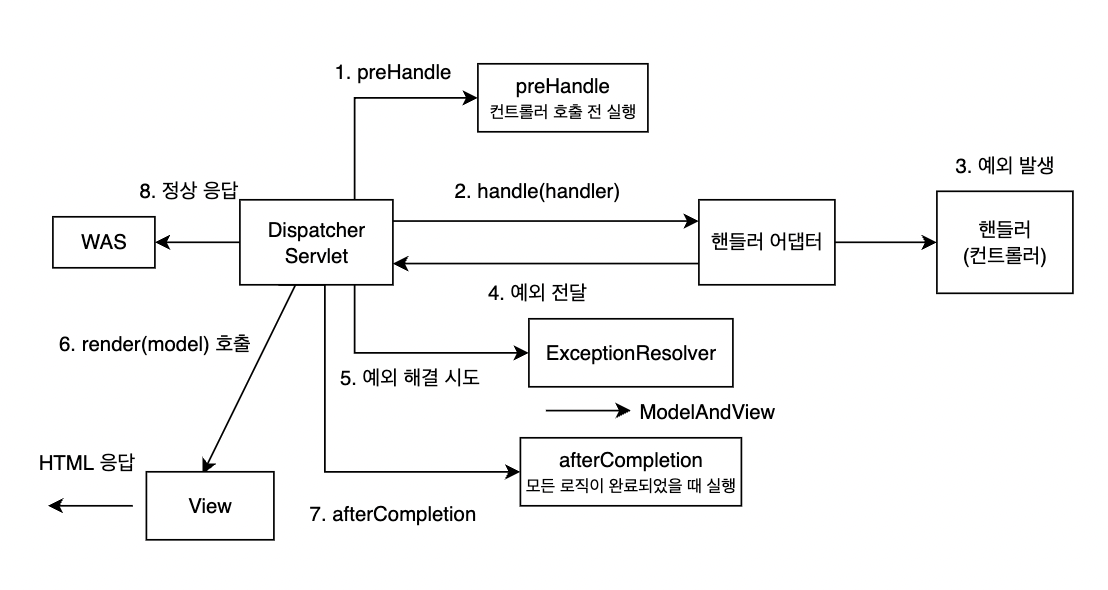 1. preHandle
preHandle
컨트롤러 호출 전 실행
3. 예외 발생
8. 정상 응답
2. handle(handler)
WAS
Dispatcher
Servlet
핸들러 어댑터
핸들러
(컨트롤러)
4. 예외 전달
6. render(model) 호출
ExceptionResolver
5. 예외 해결 시도
ModelAndView
HTML 응답
afterCompletion
모든 로직이 완료되었을 때 실행
View
7. afterCompletion